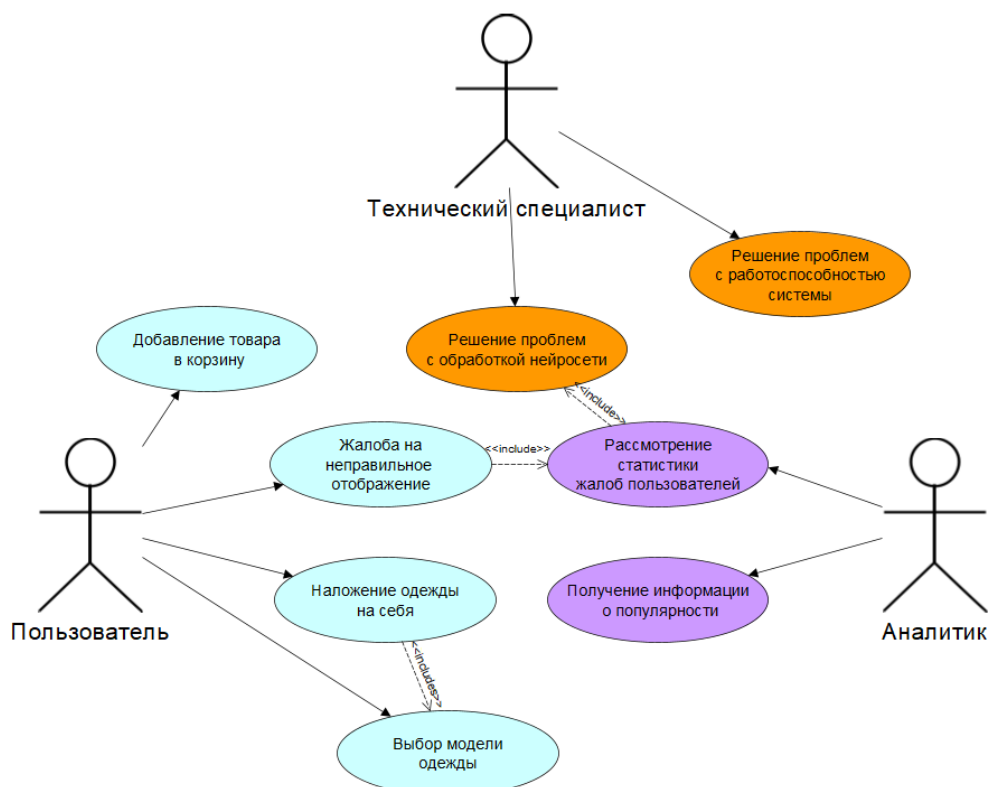 Технический специалист
Решение проблем
с работоспособностью
системы
Добавление товара
в корзину
Решение проблем
с обработкой нейросети
<<include>>
Жалоба на
неправильное
отображение
<<include>>
Рассмотрение
статистики
жалоб пользователей
Наложение одежды
на себя
Получение информации
о популярности
Пользователь
Аналитик
<<includes>>
Выбор модели
одежды